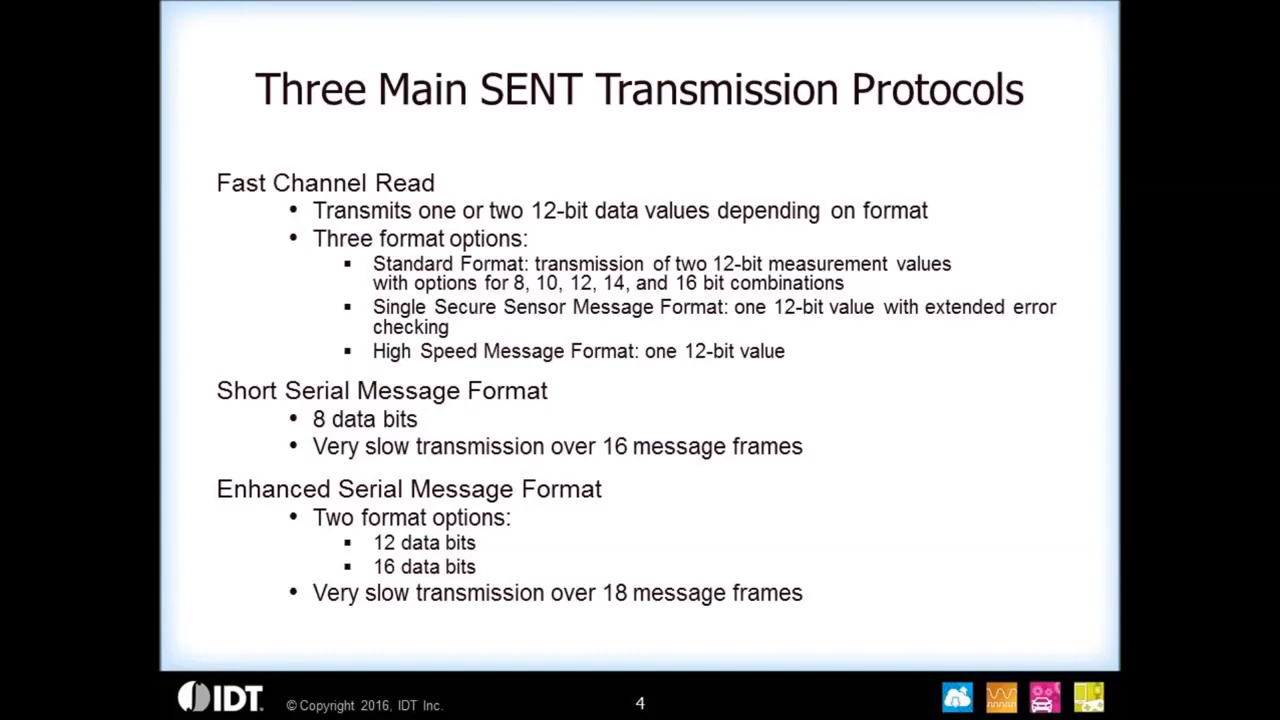 Three Main SENT Transmission Protocols
Fast Channel Read
• Transmits one or two 12-bit data values depending on format
• Three format options:
▪ Standard Format: transmission of two 12-bit measurement values
with options for 8, 10, 12, 14, and 16 bit combinations
▪ Single Secure Sensor Message Format: one 12-bit value with extended error
checking
▪ High Speed Message Format: one 12-bit value
Short Serial Message Format
• 8 data bits
• Very slow transmission over 16 message frames
Enhanced Serial Message Format
• Two format options:
▪ 12 data bits
▪ 16 data bits
• Very slow transmission over 18 message frames
IDT. © Copyright 2016, IDT Inc. 4